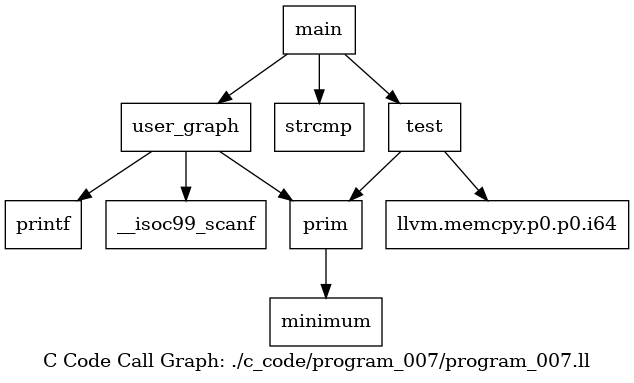 main
user_graph
strcmp
test
printf
__isoc99_scanf
prim
llvm.memcpy.p0.p0.i64
minimum
C Code Call Graph: ./c_code/program_007/program_007.ll